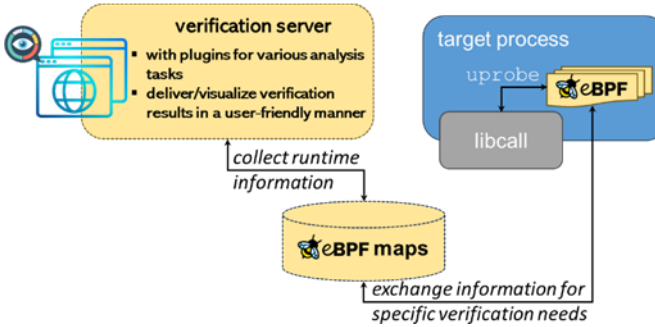 verification server
▪ with plugins for various analysis
tasks
▪ deliver/visualize verification
results in a user-friendly manner
target process
uprobe
eBPF
libcall
collect runtime
information
eBPF maps
exchange information for
specific verification needs